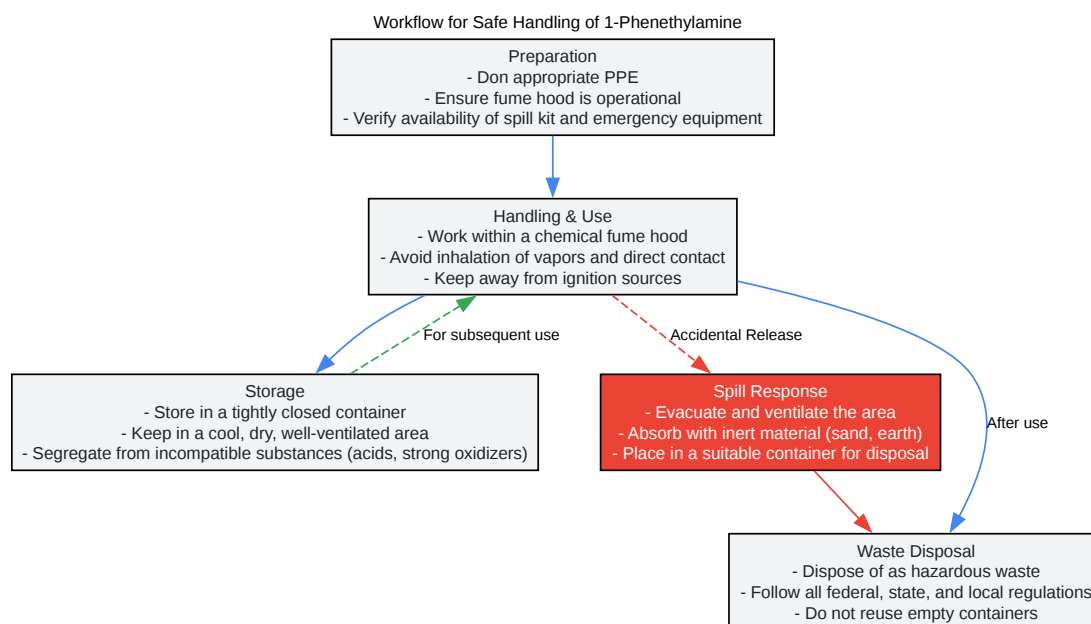 Workflow for Safe Handling of 1-Phenethylamine
Preparation
- Don appropriate PPE
- Ensure fume hood is operational
- Verify availability of spill kit and emergency equipment
Handling & Use
- Work within a chemical fume hood
- Avoid inhalation of vapors and direct contact
- Keep away from ignition sources
For subsequent use
Accidental Release
Storage
- Store in a tightly closed container
- Keep in a cool, dry, well-ventilated area
- Segregate from incompatible substances (acids, strong oxidizers)
Spill Response
- Evacuate and ventilate the area
- Absorb with inert material (sand, earth)
- Place in a suitable container for disposal
After use
Waste Disposal
- Dispose of as hazardous waste
- Follow all federal, state, and local regulations
- Do not reuse empty containers